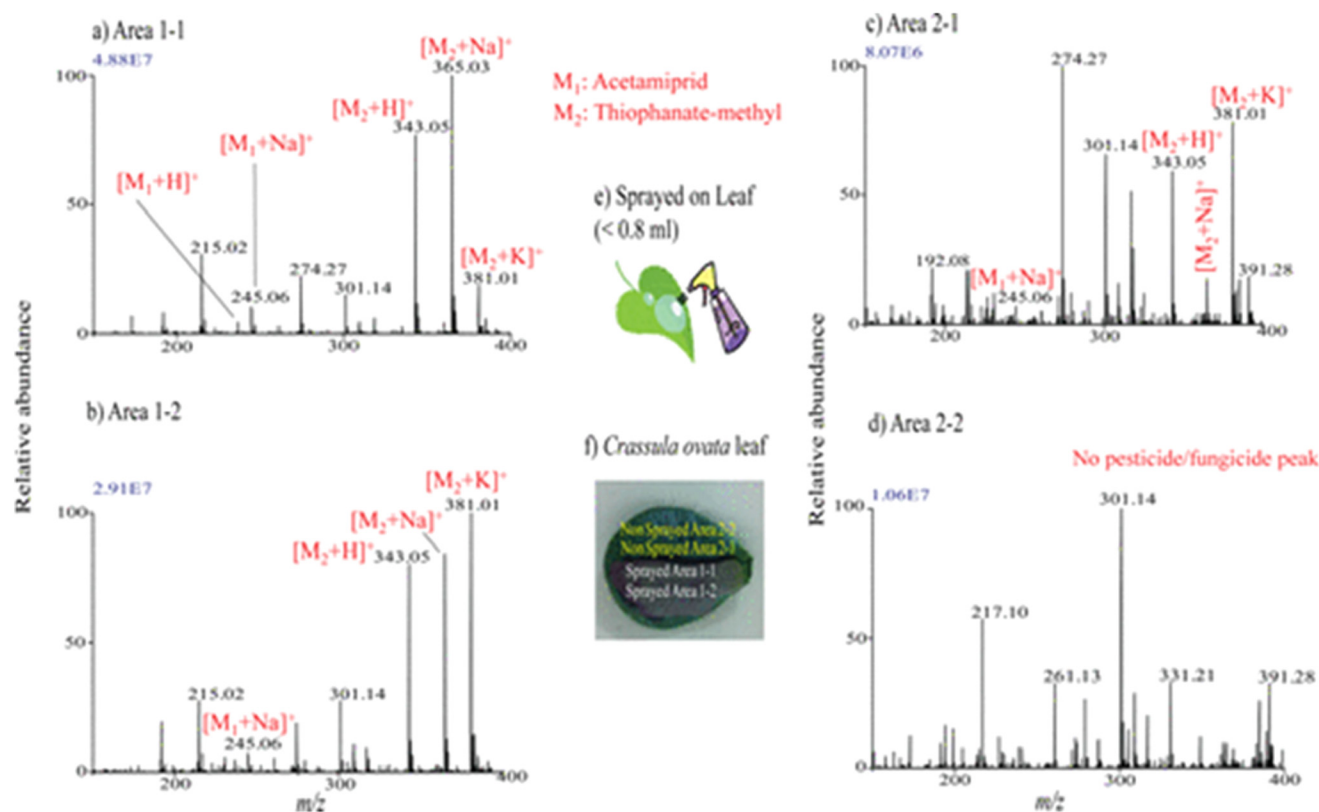 a) Area 1-1
4.88E7
[M₂+Na]⁺
365.03
100
[M₂+H]⁺
343.05
[M₁+Na]⁺
[M₁+H]⁺
50
215.02
274.27
301.14
245.06
[M₂+K]⁺
381.01
0
200
300
400
Relative abundance
b) Area 1-2
2.91E7
100
[M₂+K]⁺
381.01
[M₂+Na]⁺
[M₂+H]⁺
343.05
50
215.02
301.14
[M₁+Na]⁺
245.06
0
200
300
400
m/z
M₁: Acetamiprid
M₂: Thiophanate-methyl
e) Sprayed on Leaf
(< 0.8 ml)
f) Crassula ovata leaf
Non Sprayed Area 2-2
Non Sprayed Area 2-1
Sprayed Area 1-1
Sprayed Area 1-2
c) Area 2-1
8.07E6
274.27
100
[M₂+K]⁺
381.01
301.14
[M₂+H]⁺
343.05
[M₂+Na]⁺
50
192.08
[M₁+Na]⁺
245.06
391.28
0
200
300
400
Relative abundance
d) Area 2-2
No pesticide/fungicide peak
1.06E7
301.14
100
217.10
50
261.13
331.21
391.28
0
200
300
400
m/z